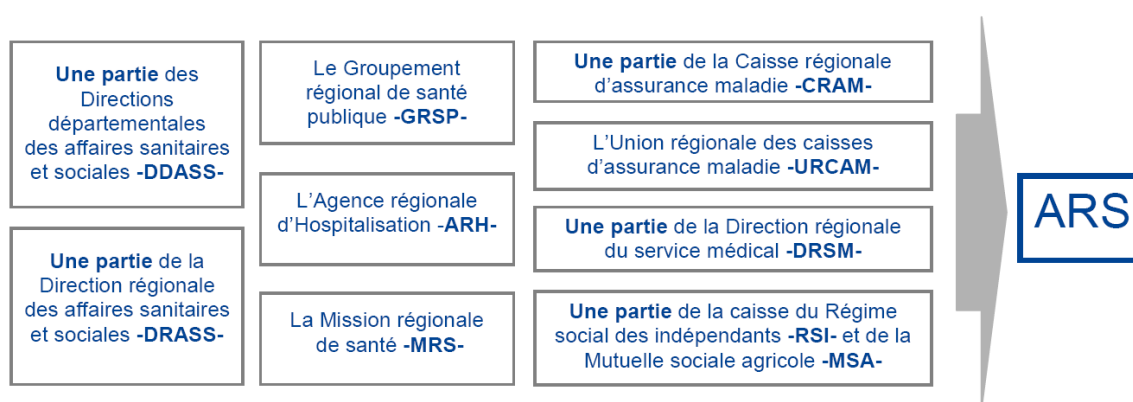 Une partie des
Directions
départementales
des affaires sanitaires
et sociales -DDASS-
Une partie de la
Direction régionale
des affaires sanitaires
et sociales -DRASS-
Le Groupement
régional de santé
publique -GRSP-
L'Agence régionale
d'Hospitalisation -ARH-
La Mission régionale
de santé -MRS-
Une partie de la Caisse régionale
d'assurance maladie -CRAM-
L'Union régionale des caisses
d'assurance maladie -URCAM-
Une partie de la Direction régionale
du service médical -DRSM-
Une partie de la caisse du Régime
social des indépendants -RSI- et de la
Mutuelle sociale agricole -MSA-
ARS